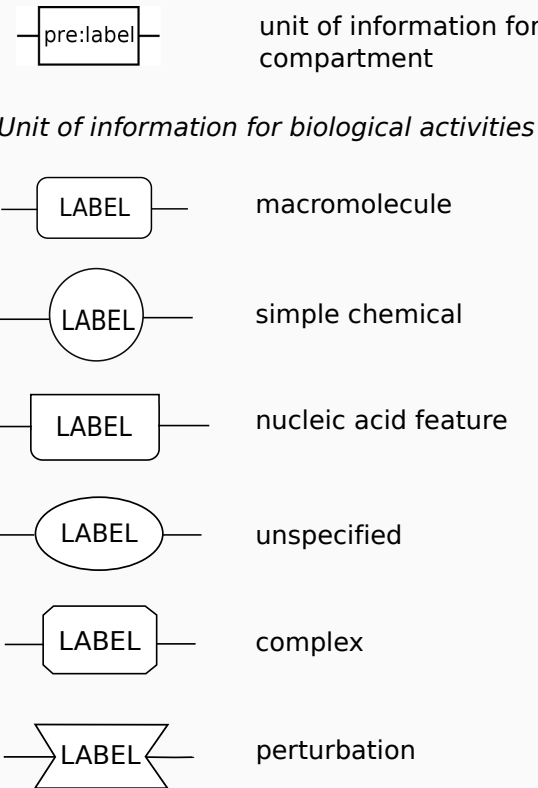 pre:label
unit of information for
compartment
Unit of information for biological activities
LABEL
macromolecule
LABEL
simple chemical
LABEL
nucleic acid feature
LABEL
unspecified
LABEL
complex
LABEL
perturbation